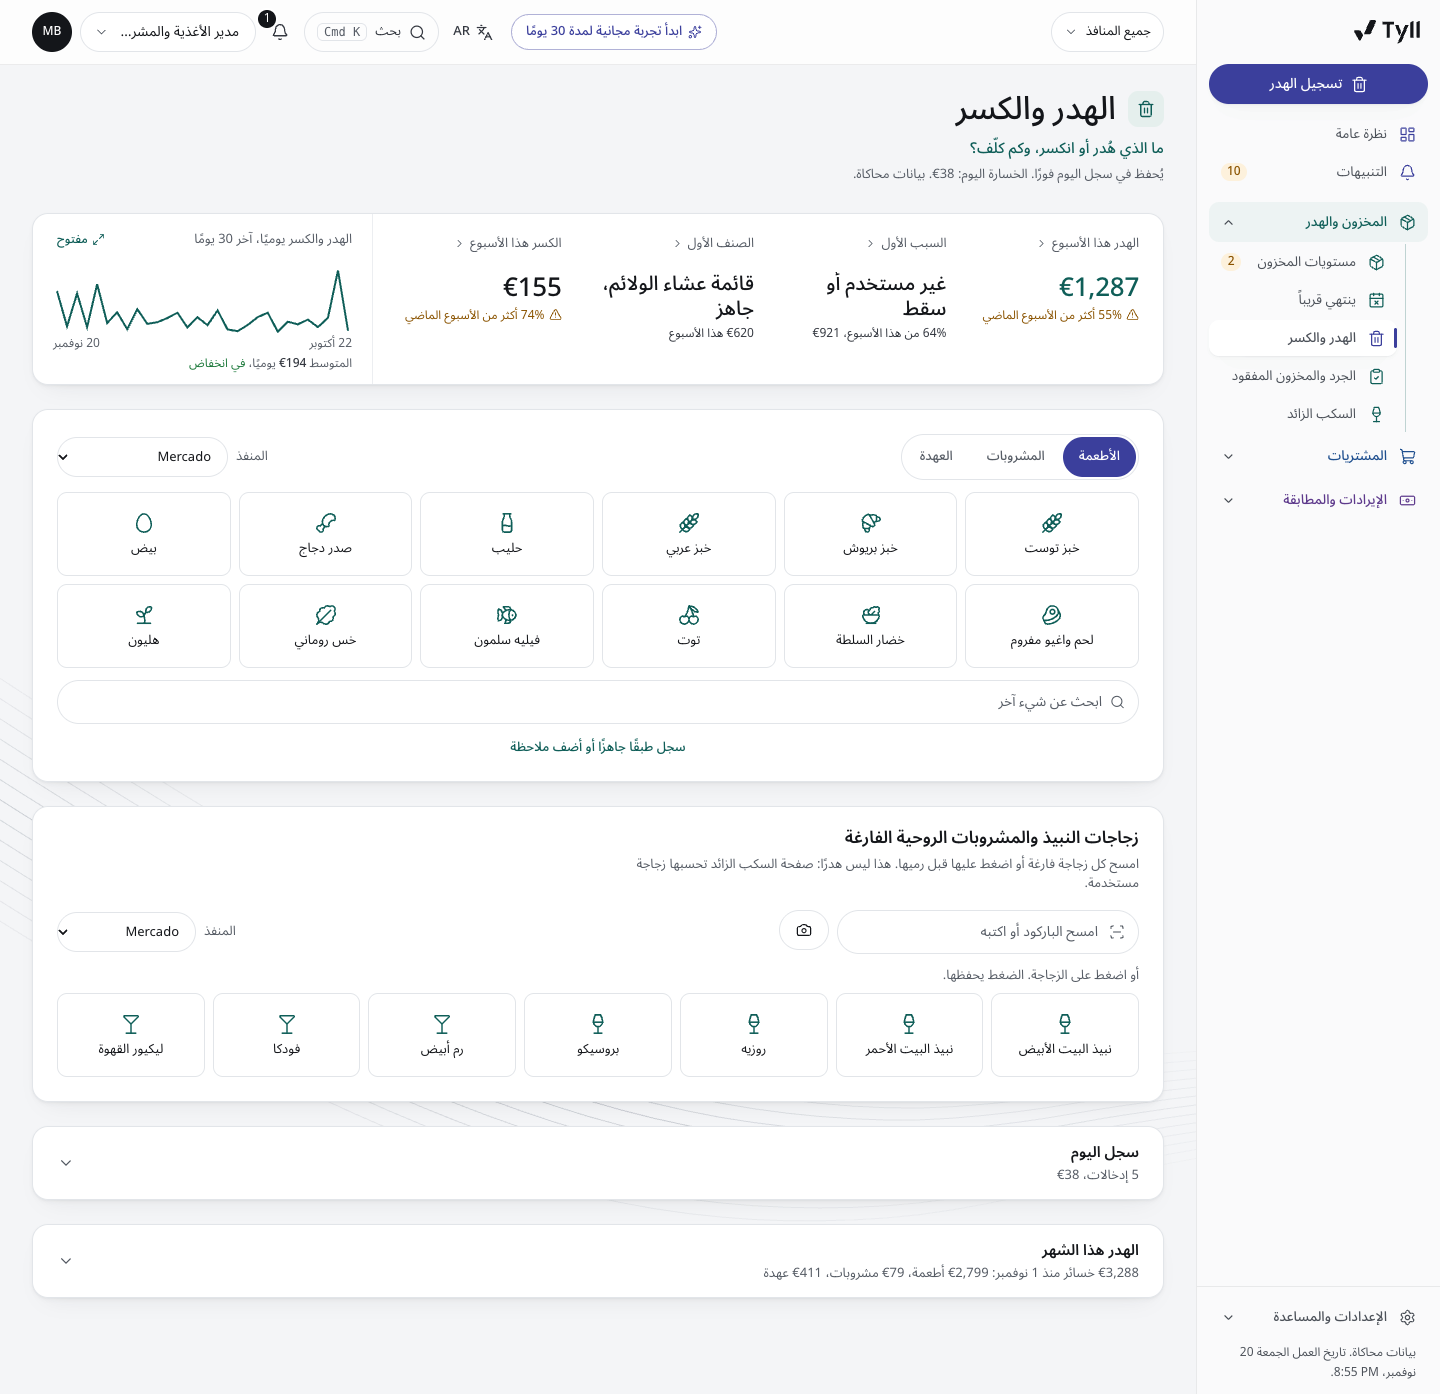 Tyll
تسجيل الهدر
نظرة عامة
التنبيهات
10
المخزون والهدر
مستويات المخزون
2
ينتهي قريباً
الهدر والكسر
الجرد والمخزون المفقود
السكب الزائد
المشتريات
الإيرادات والمطابقة
الإعدادات والمساعدة
بيانات محاكاة. تاريخ العمل الجمعة 20
نوفمبر، 8:55 PM.
جميع المنافذ
ابدأ تجربة مجانية لمدة 30 يومًا
AR
بحث
Cmd K
1
مدير الأغذية والمشر...
MB
الهدر والكسر
ما الذي هُدر أو انكسر، وكم كلّف؟
يُحفظ في سجل اليوم فورًا. الخسارة اليوم: €38. بيانات محاكاة.
الهدر هذا الأسبوع
€1,287
55% أكثر من الأسبوع الماضي
السبب الأول
غير مستخدم أو
سقط
64% من هذا الأسبوع، €921
الصنف الأول
قائمة عشاء الولائم،
جاهز
€620 هذا الأسبوع
الكسر هذا الأسبوع
€155
74% أكثر من الأسبوع الماضي
الهدر والكسر يوميًا، آخر 30 يومًا
مفتوح
22 أكتوبر
20 نوفمبر
المتوسط €194 يوميًا، في انخفاض
الأطعمة
المشروبات
العهدة
المنفذ
Mercado
خبز توست
خبز بريوش
خبز عربي
حليب
صدر دجاج
بيض
لحم واغيو مفروم
خضار السلطة
توت
فيليه سلمون
خس روماني
هليون
ابحث عن شيء آخر
سجل طبقًا جاهزًا أو أضف ملاحظة
زجاجات النبيذ والمشروبات الروحية الفارغة
امسح كل زجاجة فارغة أو اضغط عليها قبل رميها. هذا ليس هدرًا: صفحة السكب الزائد تحسبها زجاجة
مستخدمة.
امسح الباركود أو اكتبه
المنفذ
Mercado
أو اضغط على الزجاجة. الضغط يحفظها.
نبيذ البيت الأبيض
نبيذ البيت الأحمر
روزيه
بروسيكو
رم أبيض
فودكا
ليكيور القهوة
سجل اليوم
5 إدخالات، €38
الهدر هذا الشهر
€3,288 خسائر منذ 1 نوفمبر: €2,799 أطعمة، €79 مشروبات، €411 عهدة